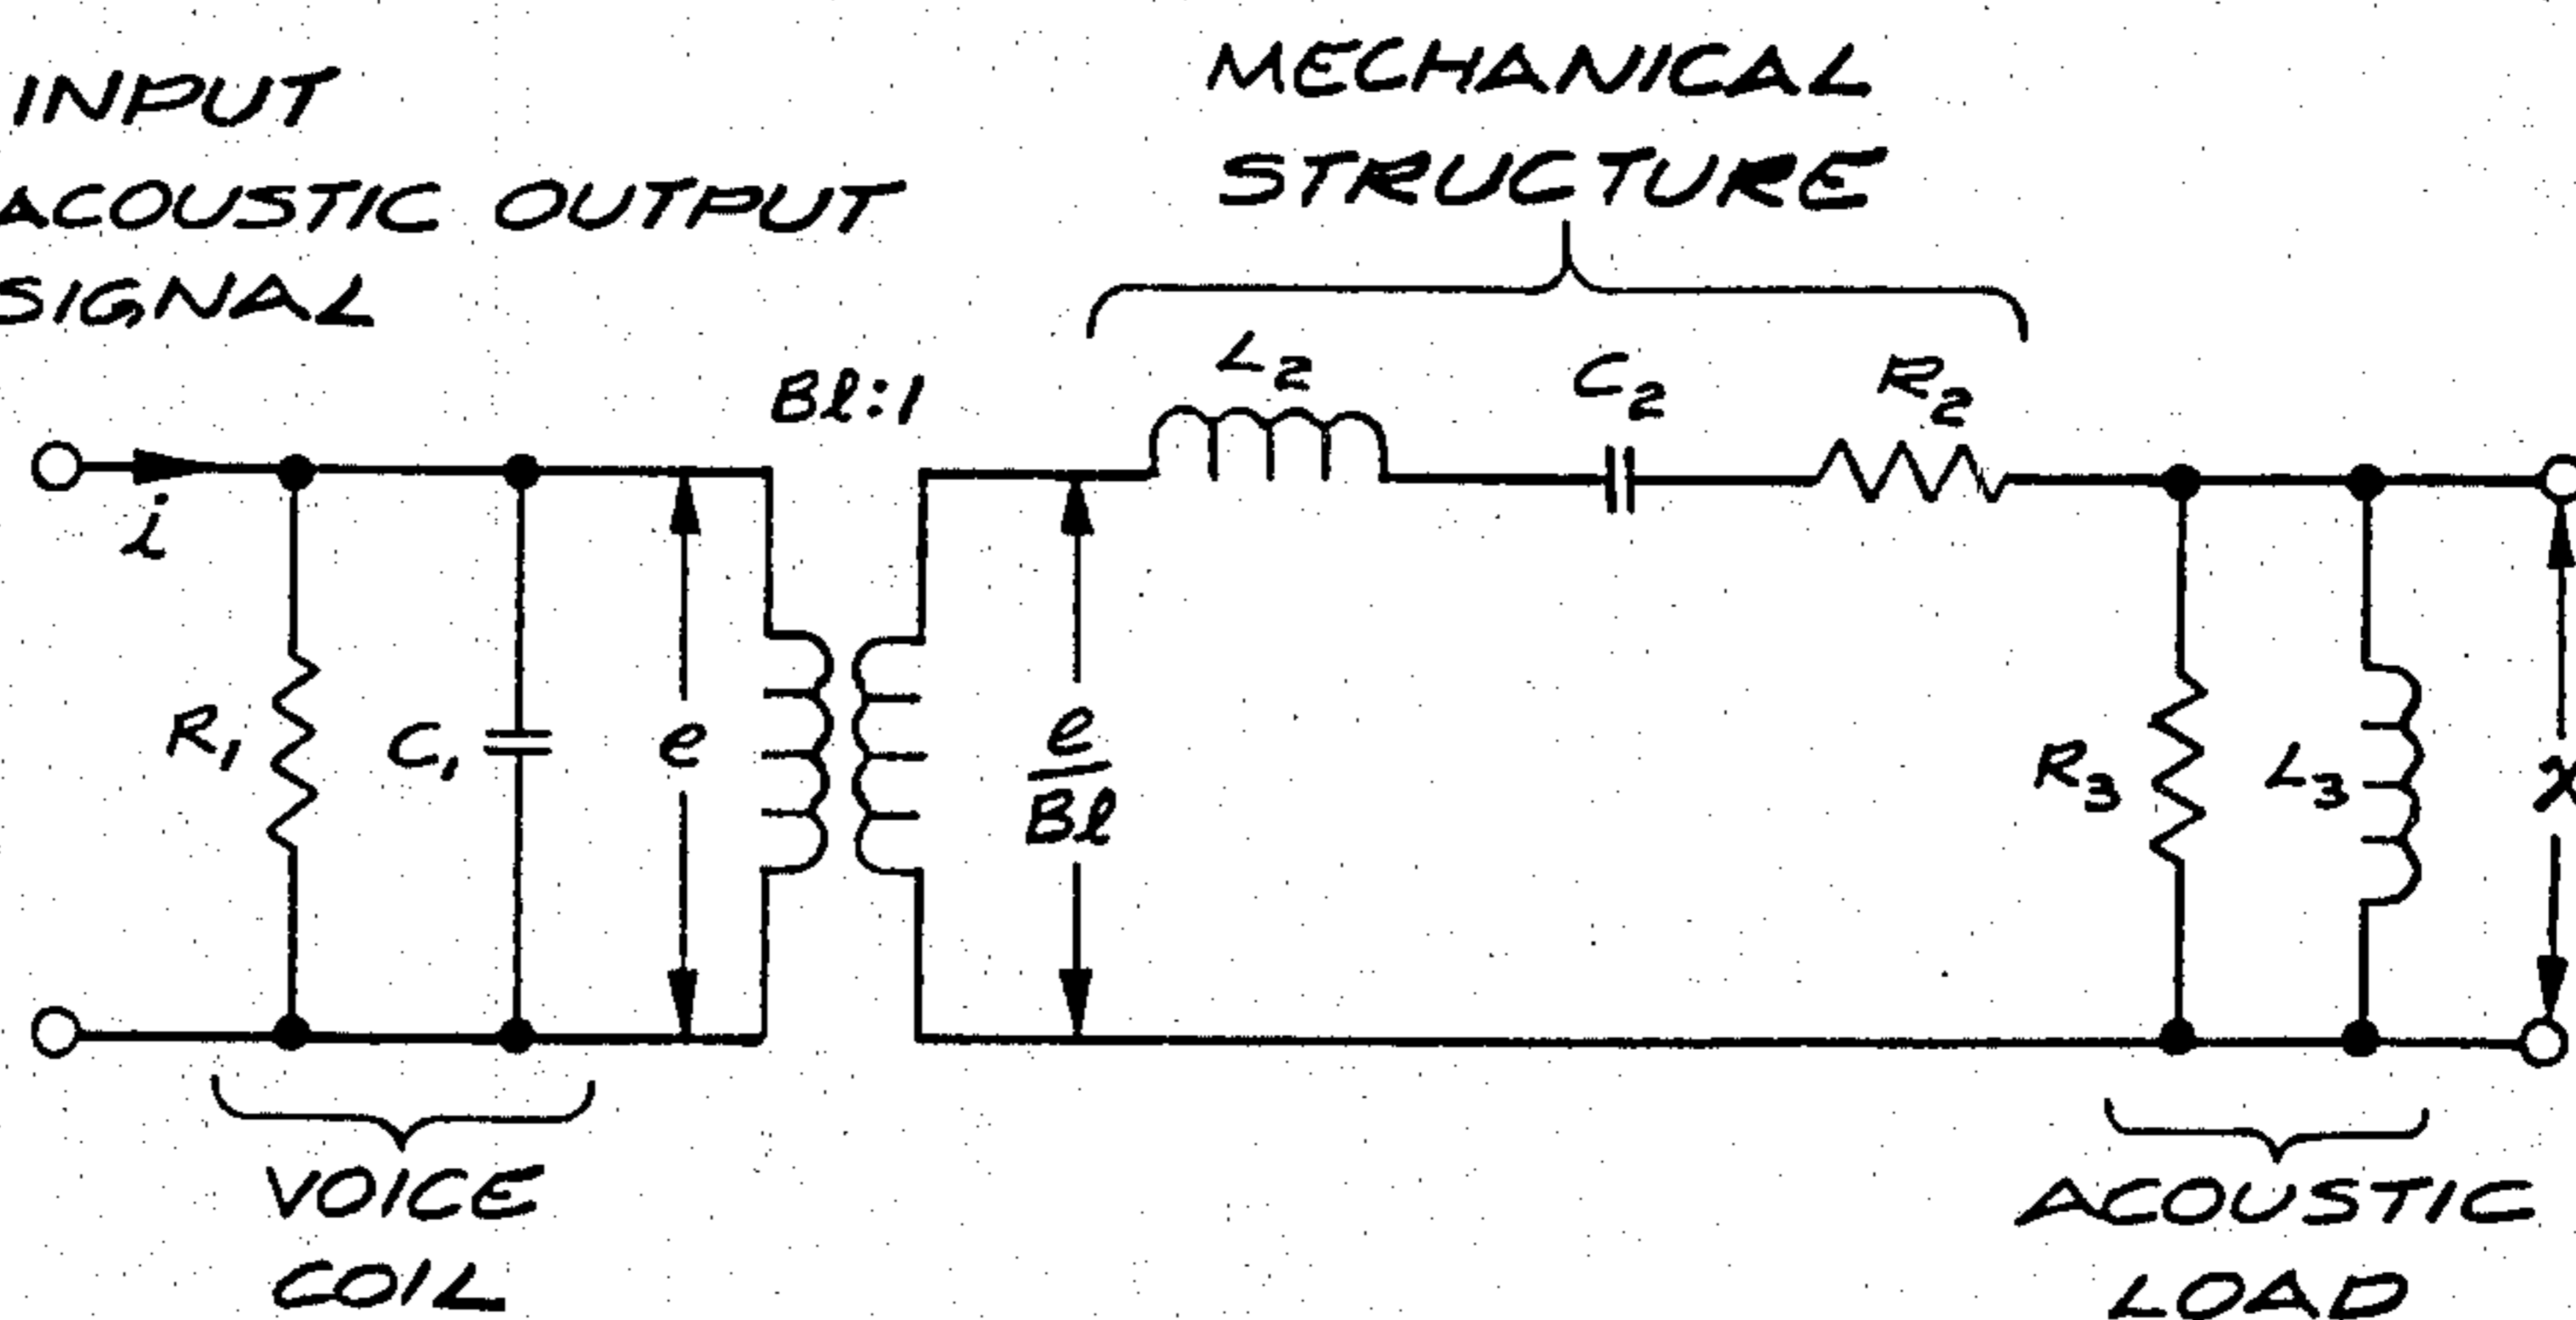 INPUT
ACOUSTIC OUTPUT
SIGNAL
MECHANICAL
STRUCTURE
Bl:1
L2
C2
R2
i
R1
C1
e
e
Bl
R3
L3
VOICE
COIL
ACOUSTIC
LOAD